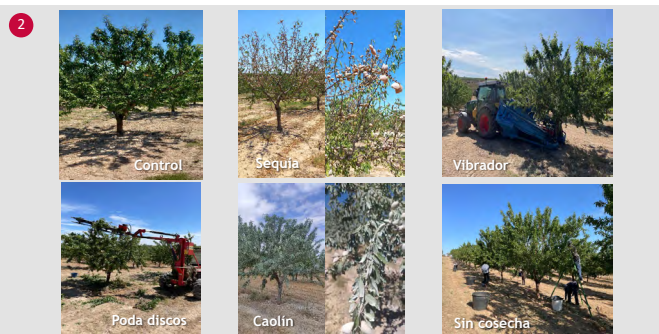 2
Control
Sequía
Vibrador
Poda discos
Caolín
Sin cosecha